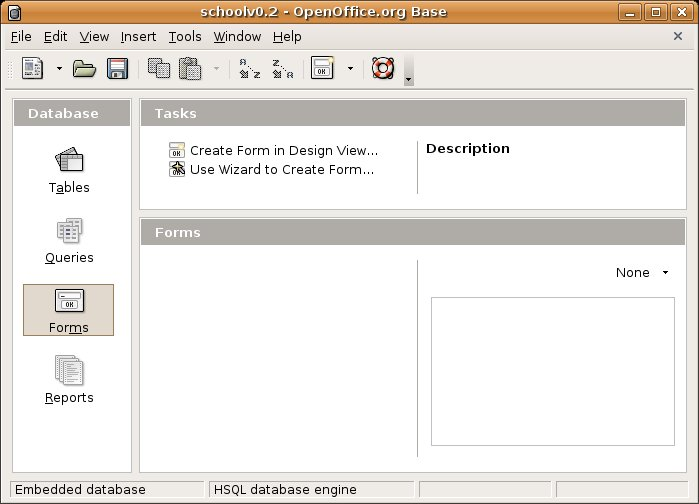 schoolv0.2 - OpenOffice.org Base
File Edit View Insert Tools Window Help
Database
Tables
Queries
Forms
Reports
Tasks
Create Form in Design View...
Use Wizard to Create Form...
Description
Forms
None
Embedded database
HSQL database engine